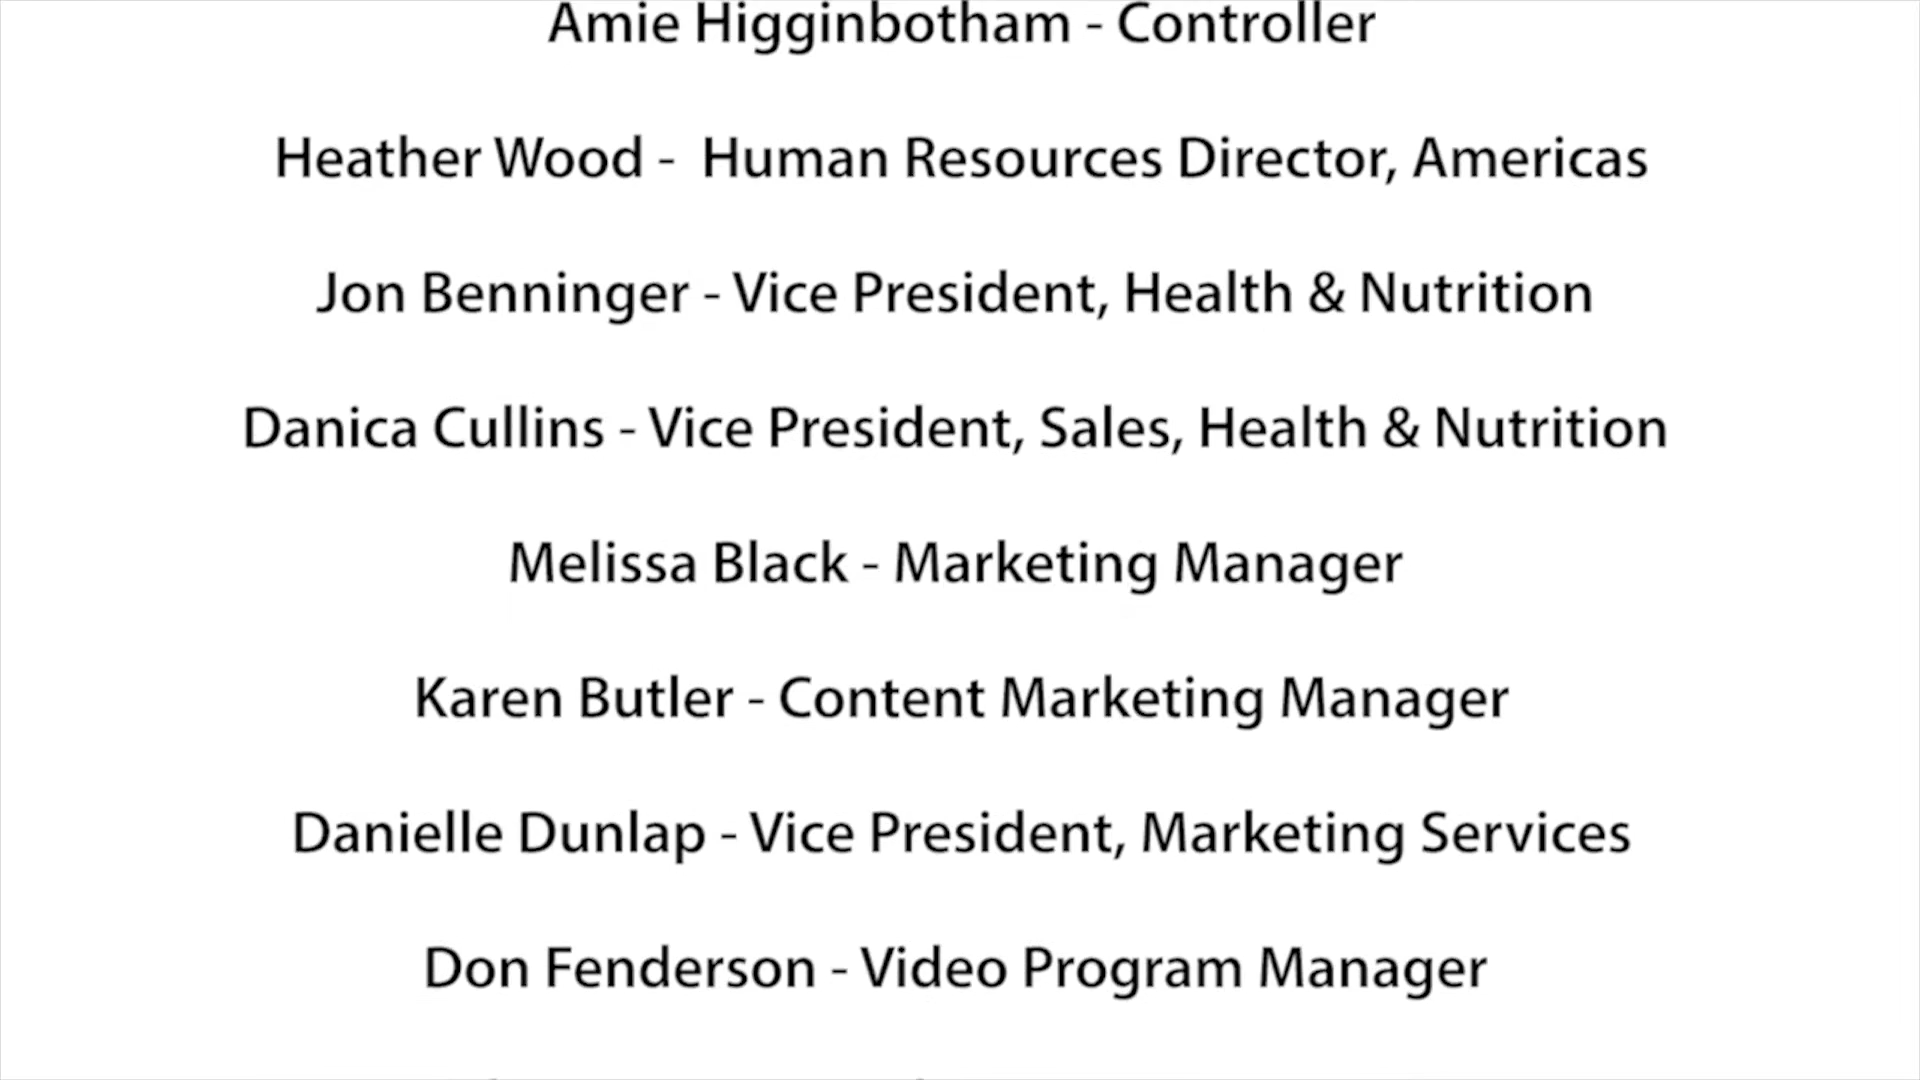 Amie Higginbotham - Controller
Heather Wood -  Human Resources Director, Americas
Jon Benninger - Vice President, Health & Nutrition
Danica Cullins - Vice President, Sales, Health & Nutrition
Melissa Black - Marketing Manager
Karen Butler - Content Marketing Manager
Danielle Dunlap - Vice President, Marketing Services
Don Fenderson - Video Program Manager